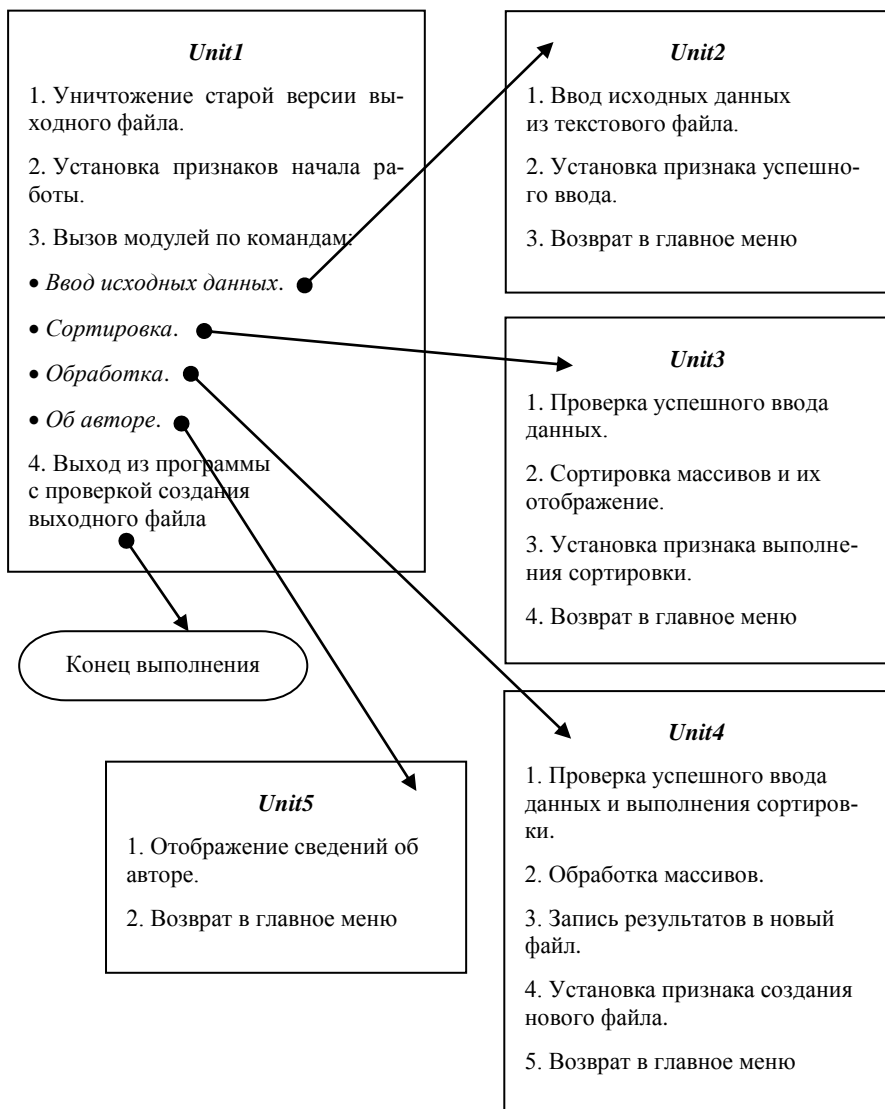 Unit1
1. Уничтожение старой версии вы-
ходного файла.
2. Установка признаков начала ра-
боты.
3. Вызов модулей по командам:
• Ввод исходных данных.
• Сортировка.
• Обработка.
• Об авторе.
4. Выход из программы
с проверкой создания
выходного файла
Конец выполнения
Unit2
1. Ввод исходных данных
из текстового файла.
2. Установка признака успешно-
го ввода.
3. Возврат в главное меню
Unit3
1. Проверка успешного ввода
данных.
2. Сортировка массивов и их
отображение.
3. Установка признака выполне-
ния сортировки.
4. Возврат в главное меню
Unit4
1. Проверка успешного ввода
данных и выполнения сортиров-
ки.
2. Обработка массивов.
3. Запись результатов в новый
файл.
4. Установка признака создания
нового файла.
5. Возврат в главное меню
Unit5
1. Отображение сведений об
авторе.
2. Возврат в главное меню